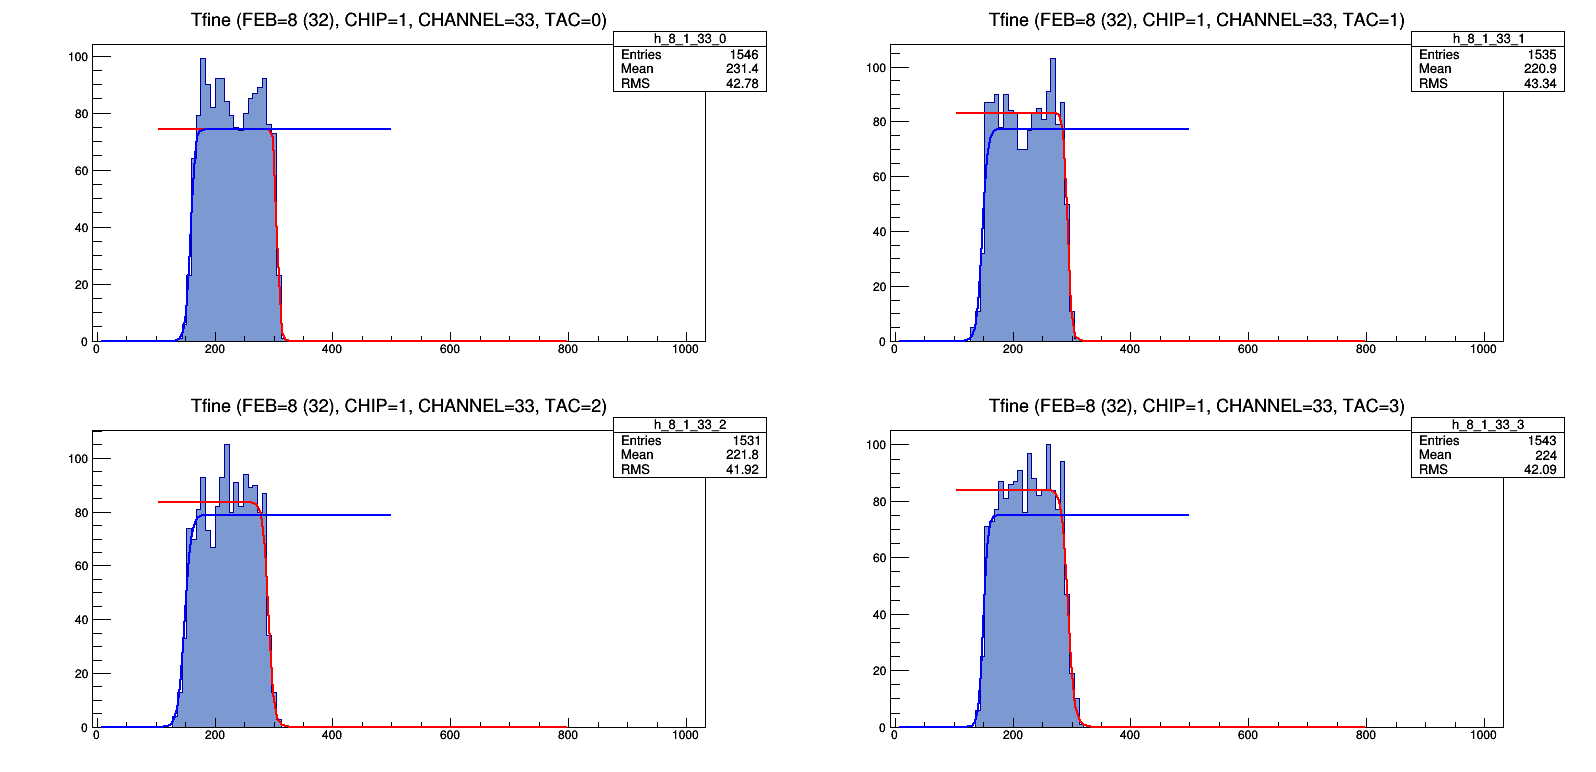 Tfine (FEB=8 (32), CHIP=1, CHANNEL=33, TAC=0)
h_8_1_33_0
Entries 1546
Mean 231.4
RMS 42.78
100
80
60
40
20
0
0 200 400 600 800 1000
Tfine (FEB=8 (32), CHIP=1, CHANNEL=33, TAC=1)
h_8_1_33_1
Entries 1535
Mean 220.9
RMS 43.34
100
80
60
40
20
0
0 200 400 600 800 1000
Tfine (FEB=8 (32), CHIP=1, CHANNEL=33, TAC=2)
h_8_1_33_2
Entries 1531
Mean 221.8
RMS 41.92
100
80
60
40
20
0
0 200 400 600 800 1000
Tfine (FEB=8 (32), CHIP=1, CHANNEL=33, TAC=3)
h_8_1_33_3
Entries 1543
Mean 224
RMS 42.09
100
80
60
40
20
0
0 200 400 600 800 1000